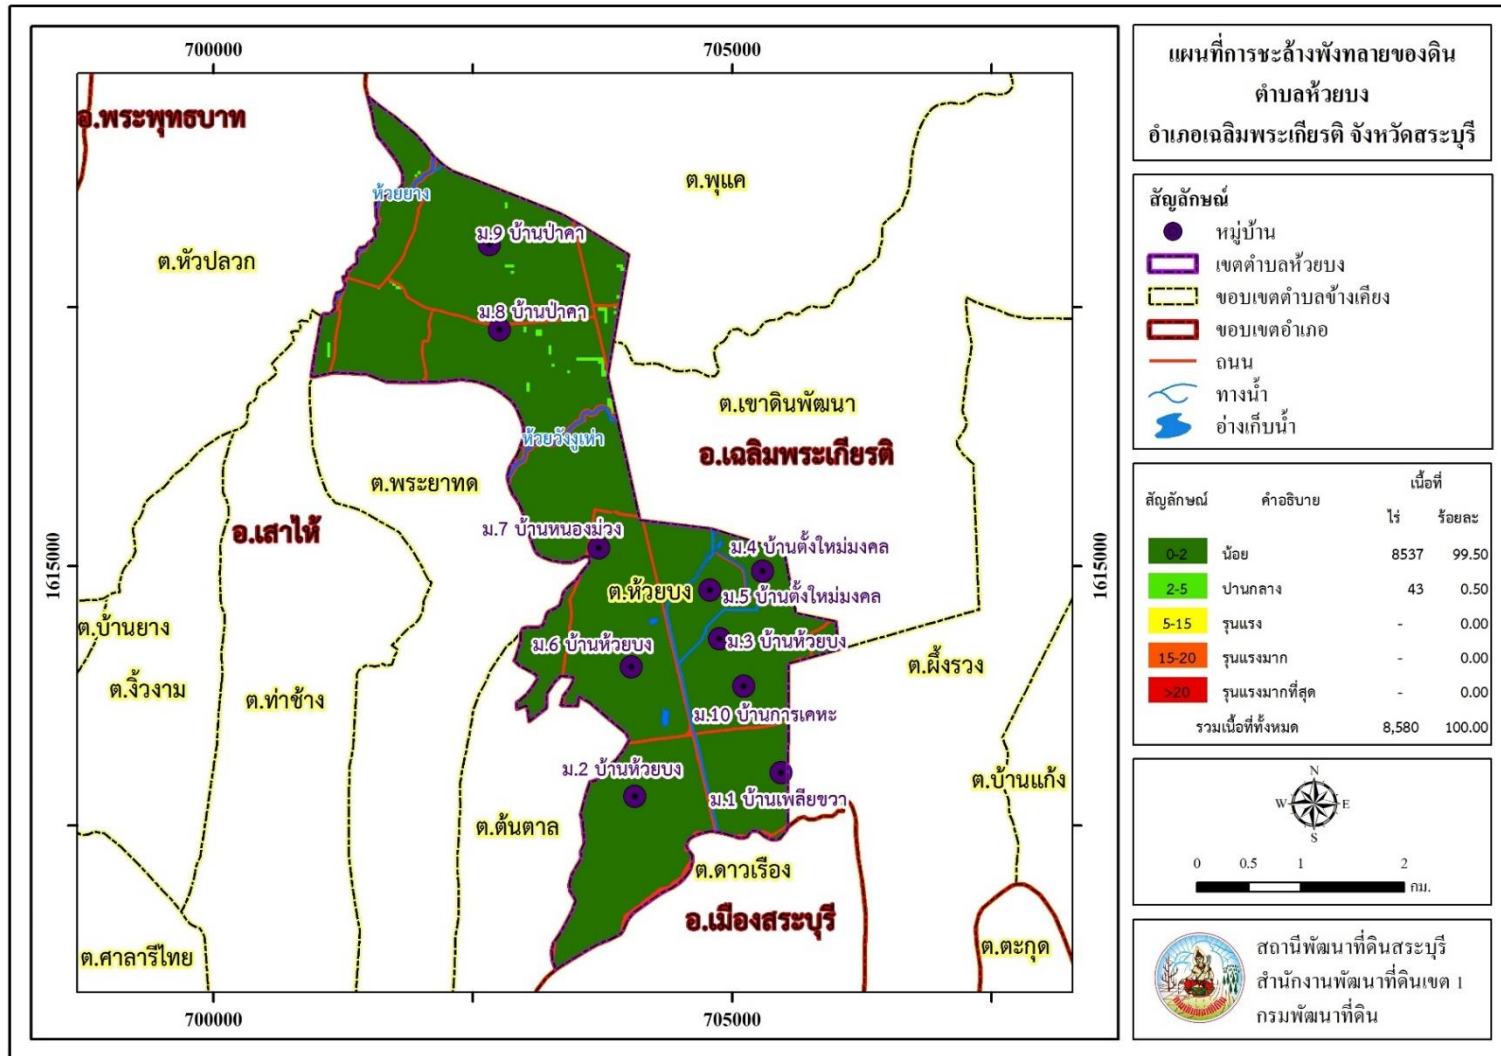 700000
705000
อ.พระพุทธบาท
ต.พุแค
ห้วยยาง
ม.9 บ้านป่าคา
ต.หัวปลวก
ม.8 บ้านป่าคา
ต.เขาดินพัฒนา
ห้วยวังงูเห่า
อ.เฉลิมพระเกียรติ
ต.พระยาทด
อ.เสาไห้
ม.7 บ้านหนองม่วง
ม.4 บ้านตั้งใหม่มงคล
1615000
1615000
ต.ห้วยบง
ม.5 บ้านตั้งใหม่มงคล
ต.บ้านยาง
ม.6 บ้านห้วยบง
ม.3 บ้านห้วยบง
ต.ผึ้งรวง
ต.งิ้วงาม
ต.ท่าช้าง
ม.10 บ้านการเคหะ
ม.2 บ้านห้วยบง
ต.บ้านแก้ง
ม.1 บ้านเพลียขวา
ต.ต้นตาล
ต.ดาวเรือง
อ.เมืองสระบุรี
ต.ศาลารีไทย
ต.ตะกุด
700000
705000
แผนที่การชะล้างพังทลายของดิน
ตำบลห้วยบง
อำเภอเฉลิมพระเกียรติ จังหวัดสระบุรี
สัญลักษณ์
หมู่บ้าน
เขตตำบลห้วยบง
ขอบเขตตำบลข้างเคียง
ขอบเขตอำเภอ
ถนน
ทางน้ำ
อ่างเก็บน้ำ
สัญลักษณ์ คำอธิบาย เนื้อที่
ไร่ ร้อยละ
0-2 น้อย 8537 99.50
2-5 ปานกลาง 43 0.50
5-15 รุนแรง - 0.00
15-20 รุนแรงมาก - 0.00
>20 รุนแรงมากที่สุด - 0.00
รวมเนื้อที่ทั้งหมด 8,580 100.00
N
W E
S
0 0.5 1 2
กม.
สถานีพัฒนาที่ดินสระบุรี
สำนักงานพัฒนาที่ดินเขต 1
กรมพัฒนาที่ดิน